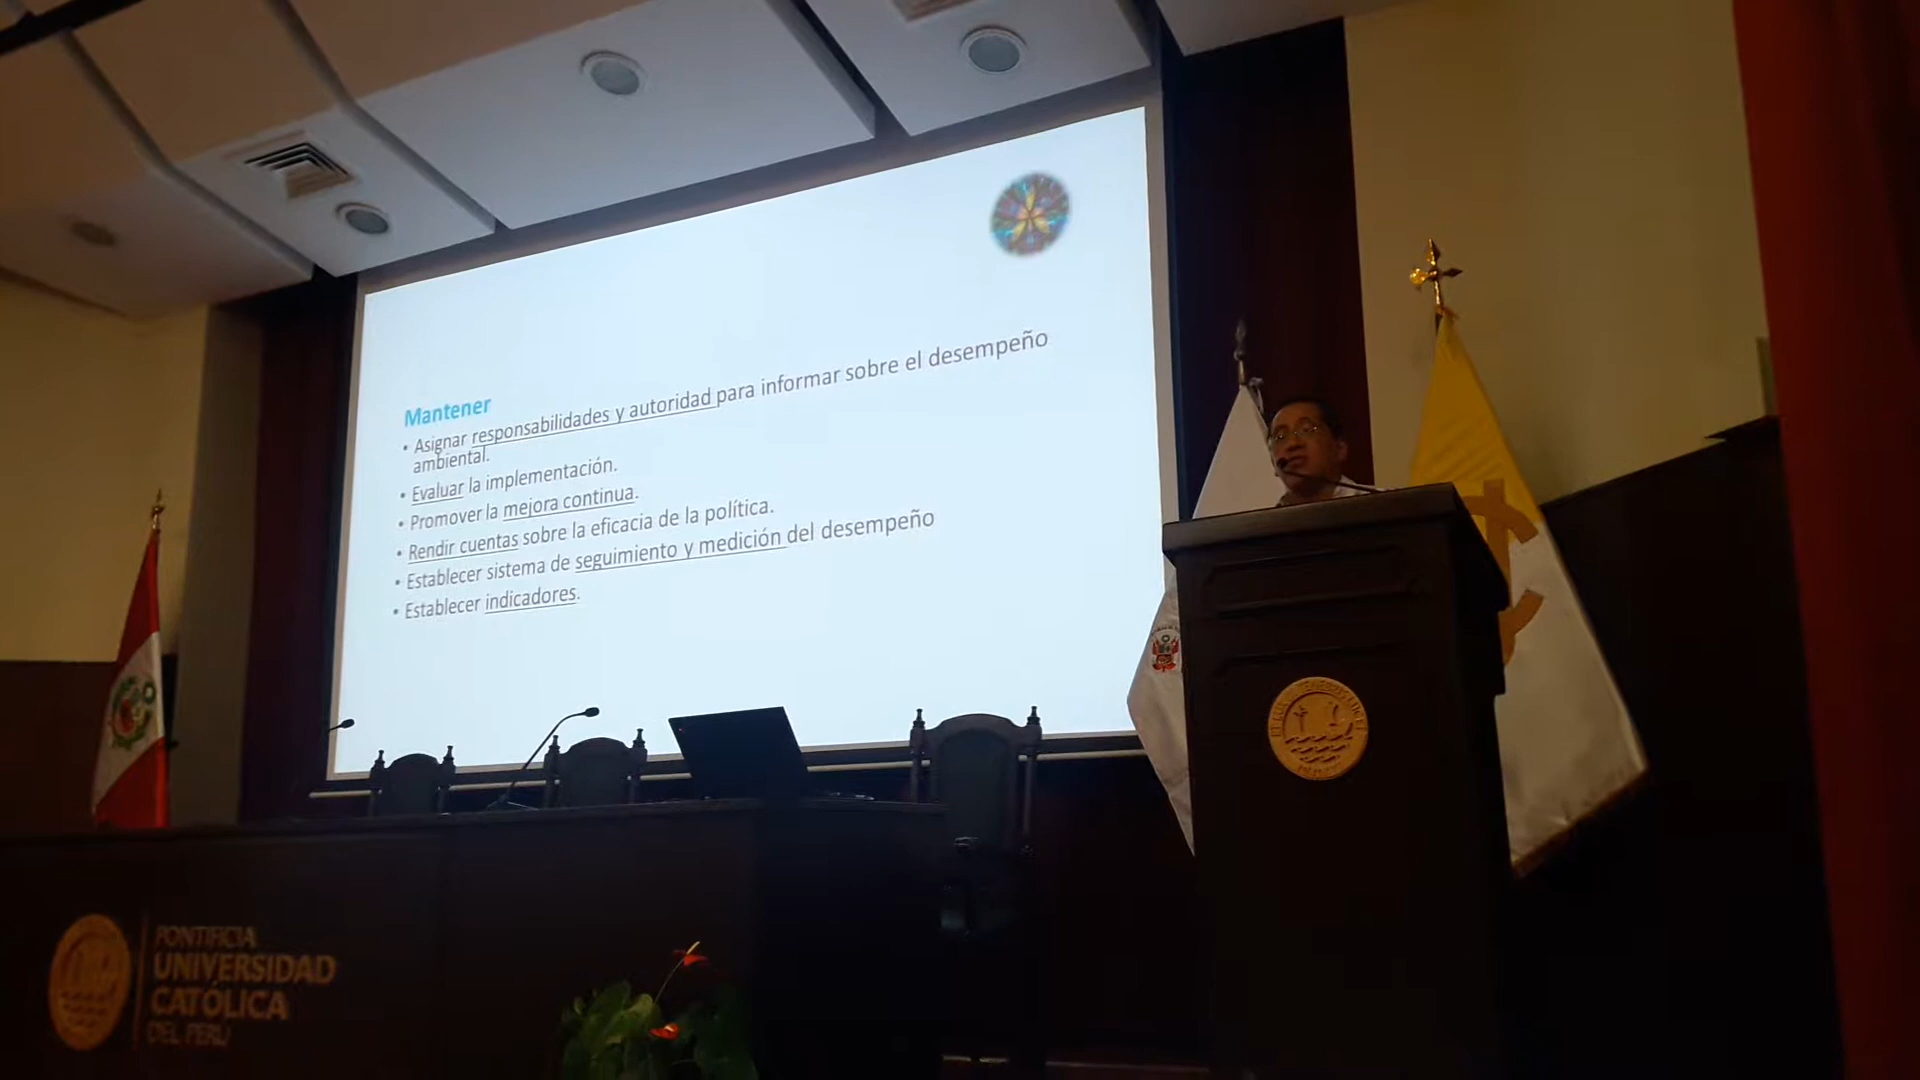 Mantener
• Asignar responsabilidades y autoridad para informar sobre el desempeño
ambiental.
• Evaluar la implementación.
• Promover la mejora continua.
• Rendir cuentas sobre la eficacia de la política.
• Establecer sistema de seguimiento y medición del desempeño
• Establecer indicadores.
PONTIFICIA
UNIVERSIDAD
CATÓLICA
DEL PERÚ